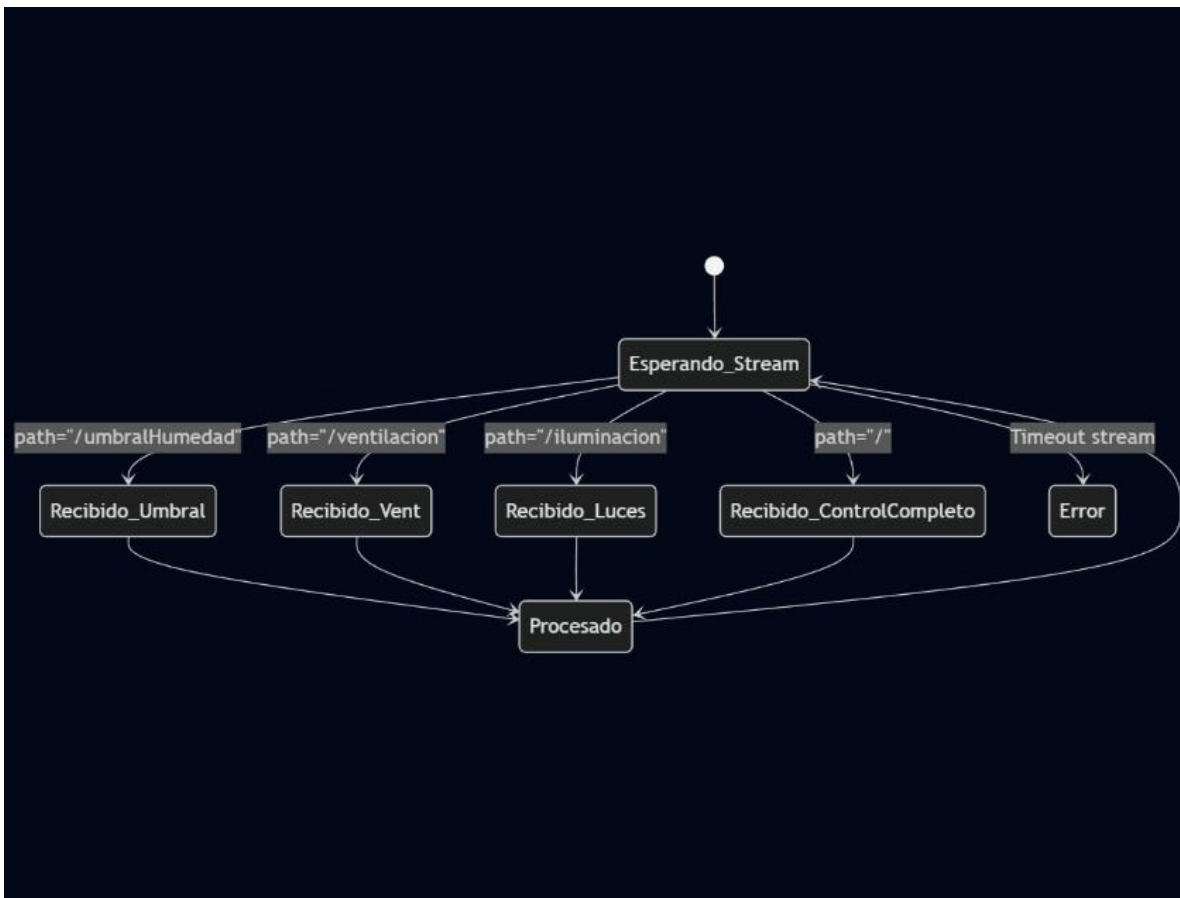 Esperando_Stream
path="/umbralHumedad"
path="/ventilacion"
path="/iluminacion"
path="/"
Timeout stream
Recibido_Umbral
Recibido_Vent
Recibido_Luces
Recibido_ControlCompleto
Error
Procesado